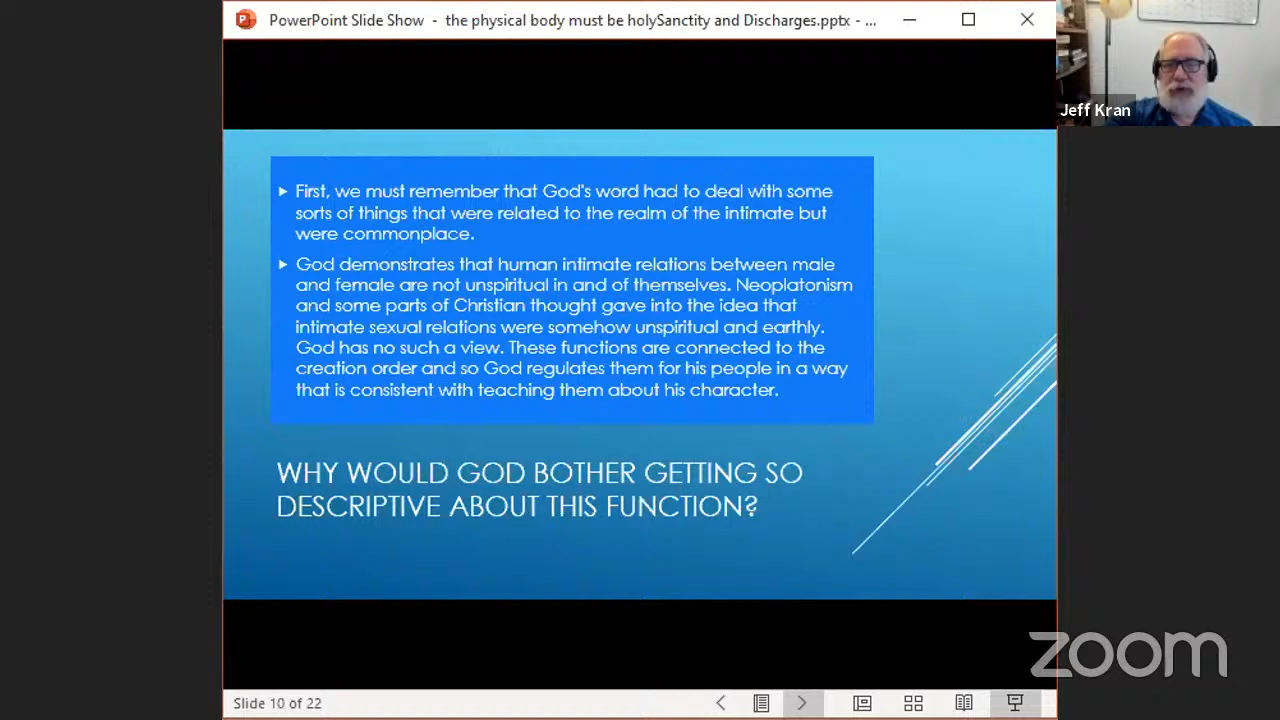 PowerPoint Slide Show - the physical body must be holySanctity and Discharges.pptx - ...
Jeff Kran
First, we must remember that God's word had to deal with some
sorts of things that were related to the realm of the intimate but
were commonplace.
God demonstrates that human intimate relations between male
and female are not unspiritual in and of themselves. Neoplatonism
and some parts of Christian thought gave into the idea that
intimate sexual relations were somehow unspiritual and earthly.
God has no such a view. These functions are connected to the
creation order and so God regulates them for his people in a way
that is consistent with teaching them about his character.
WHY WOULD GOD BOTHER GETTING SO
DESCRIPTIVE ABOUT THIS FUNCTION?
zoom
Slide 10 of 22